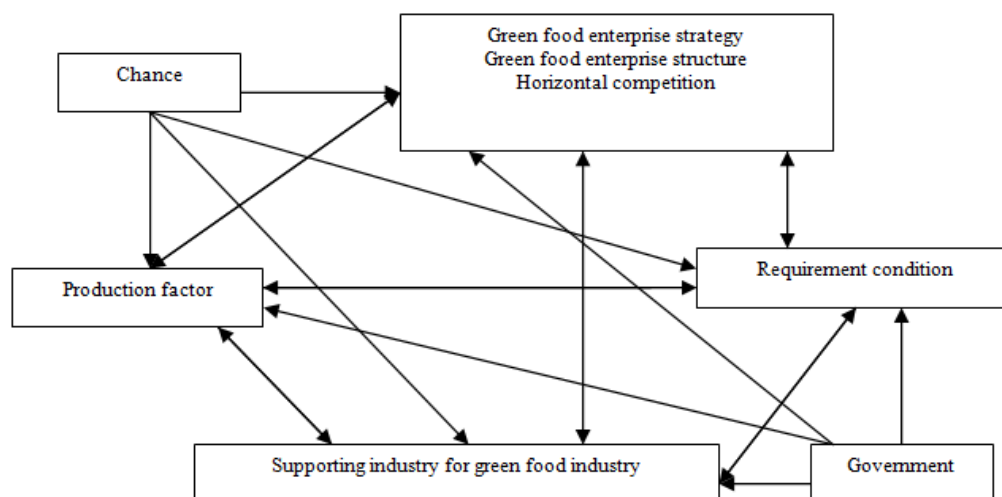 Green food enterprise strategy
Green food enterprise structure
Horizontal competition
Chance
Requirement condition
Production factor
Supporting industry for green food industry
Government